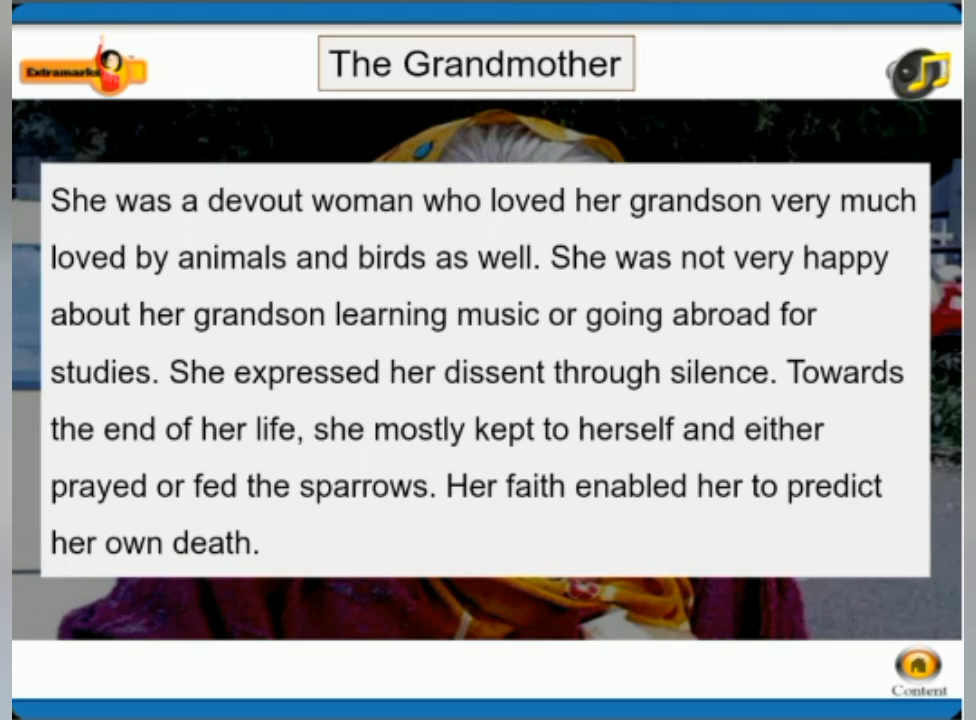 The Grandmother
Extramarks
She was a devout woman who loved her grandson very much
loved by animals and birds as well. She was not very happy
about her grandson learning music or going abroad for
studies. She expressed her dissent through silence. Towards
the end of her life, she mostly kept to herself and either
prayed or fed the sparrows. Her faith enabled her to predict
her own death.
Content